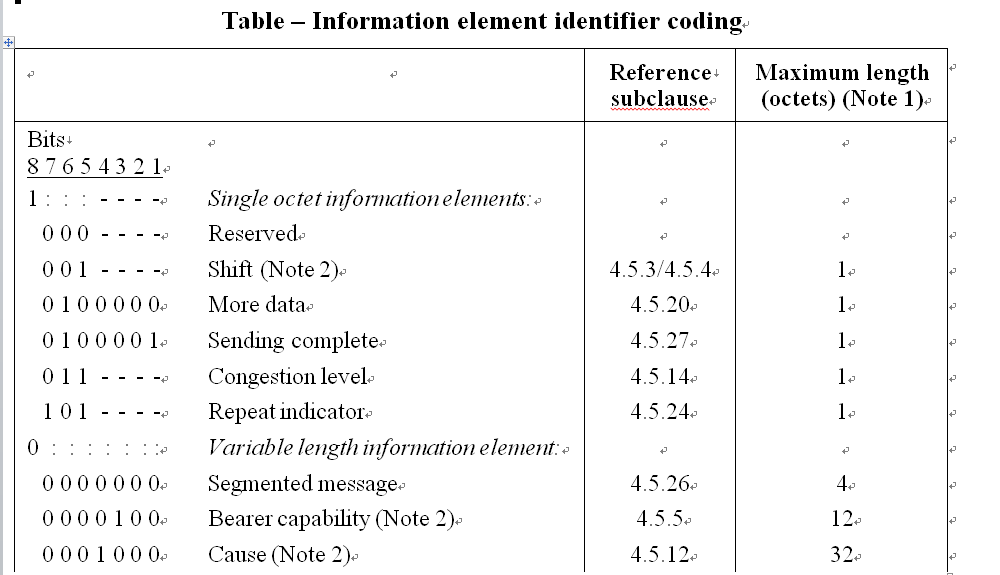 Table – Information element identifier coding
Reference subclause Maximum length (octets) (Note 1)
Bits
8 7 6 5 4 3 2 1
1 : : : - - - - Single octet information elements:
0 0 0 - - - - Reserved
0 0 1 - - - - Shift (Note 2) 4.5.3/4.5.4 1
0 1 0 0 0 0 0 More data 4.5.20 1
0 1 0 0 0 0 1 Sending complete 4.5.27 1
0 1 1 - - - - Congestion level 4.5.14 1
1 0 1 - - - - Repeat indicator 4.5.24 1
0 : : : : : : : Variable length information element:
0 0 0 0 0 0 0 Segmented message 4.5.26 4
0 0 0 0 1 0 0 Bearer capability (Note 2) 4.5.5 12
0 0 0 1 0 0 0 Cause (Note 2) 4.5.12 32